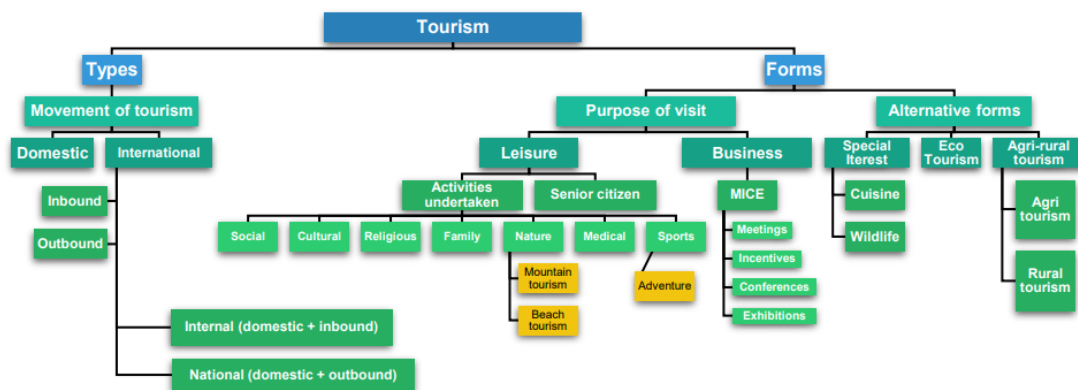 Tourism
Types
Forms
Movement of tourism
Purpose of visit
Alternative forms
Domestic
International
Leisure
Business
Special
Iterest
Eco
Tourism
Agri-rural
tourism
Inbound
Outbound
Activities
undertaken
Senior citizen
MICE
Cuisine
Wildlife
Agri
tourism
Rural
tourism
Social
Cultural
Religious
Family
Nature
Medical
Sports
Meetings
Incentives
Conferences
Exhibitions
Mountain
tourism
Beach
tourism
Adventure
Internal (domestic + inbound)
National (domestic + outbound)